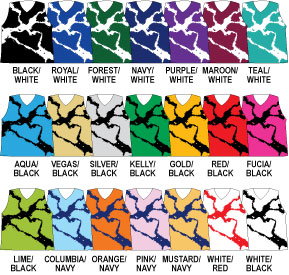 BLACK/ ROYAL/ FOREST/ NAVY/ PURPLE/ MAROON/ TEAL/
WHITE WHITE WHITE WHITE WHITE WHITE WHITE
AQUA/ VEGAS/ SILVER/ KELLY/ GOLD/ RED/ FUCIA/
BLACK BLACK BLACK BLACK BLACK BLACK BLACK
LIME/ COLUMBIA/ ORANGE/ PINK/ MUSTARD/ WHITE/ WHITE/
BLACK NAVY NAVY NAVY NAVY RED BLACK